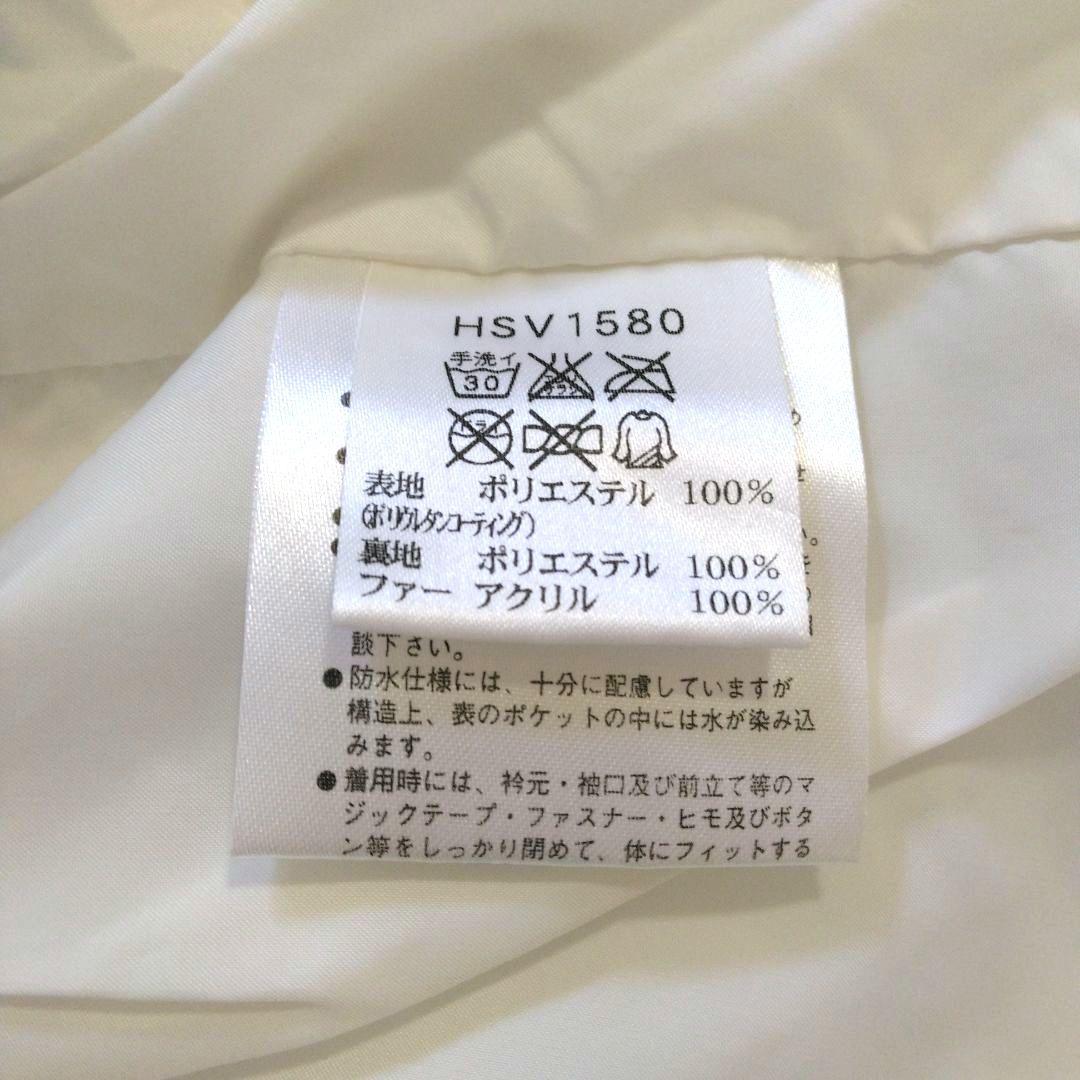 HSV1580
手洗イ
30
表地 ポリエステル 100%
(ポリウレタンコーティング)
裏地 ポリエステル 100%
ファー アクリル 100%
談下さい。
●防水仕様には、十分に配慮していますが
構造上、表のポケットの中には水が染み込
みます。
●着用時には、衿元・袖口及び前立て等のマ
ジックテープ・ファスナー・ヒモ及びボタ
ン等をしっかり閉めて、体にフィットする